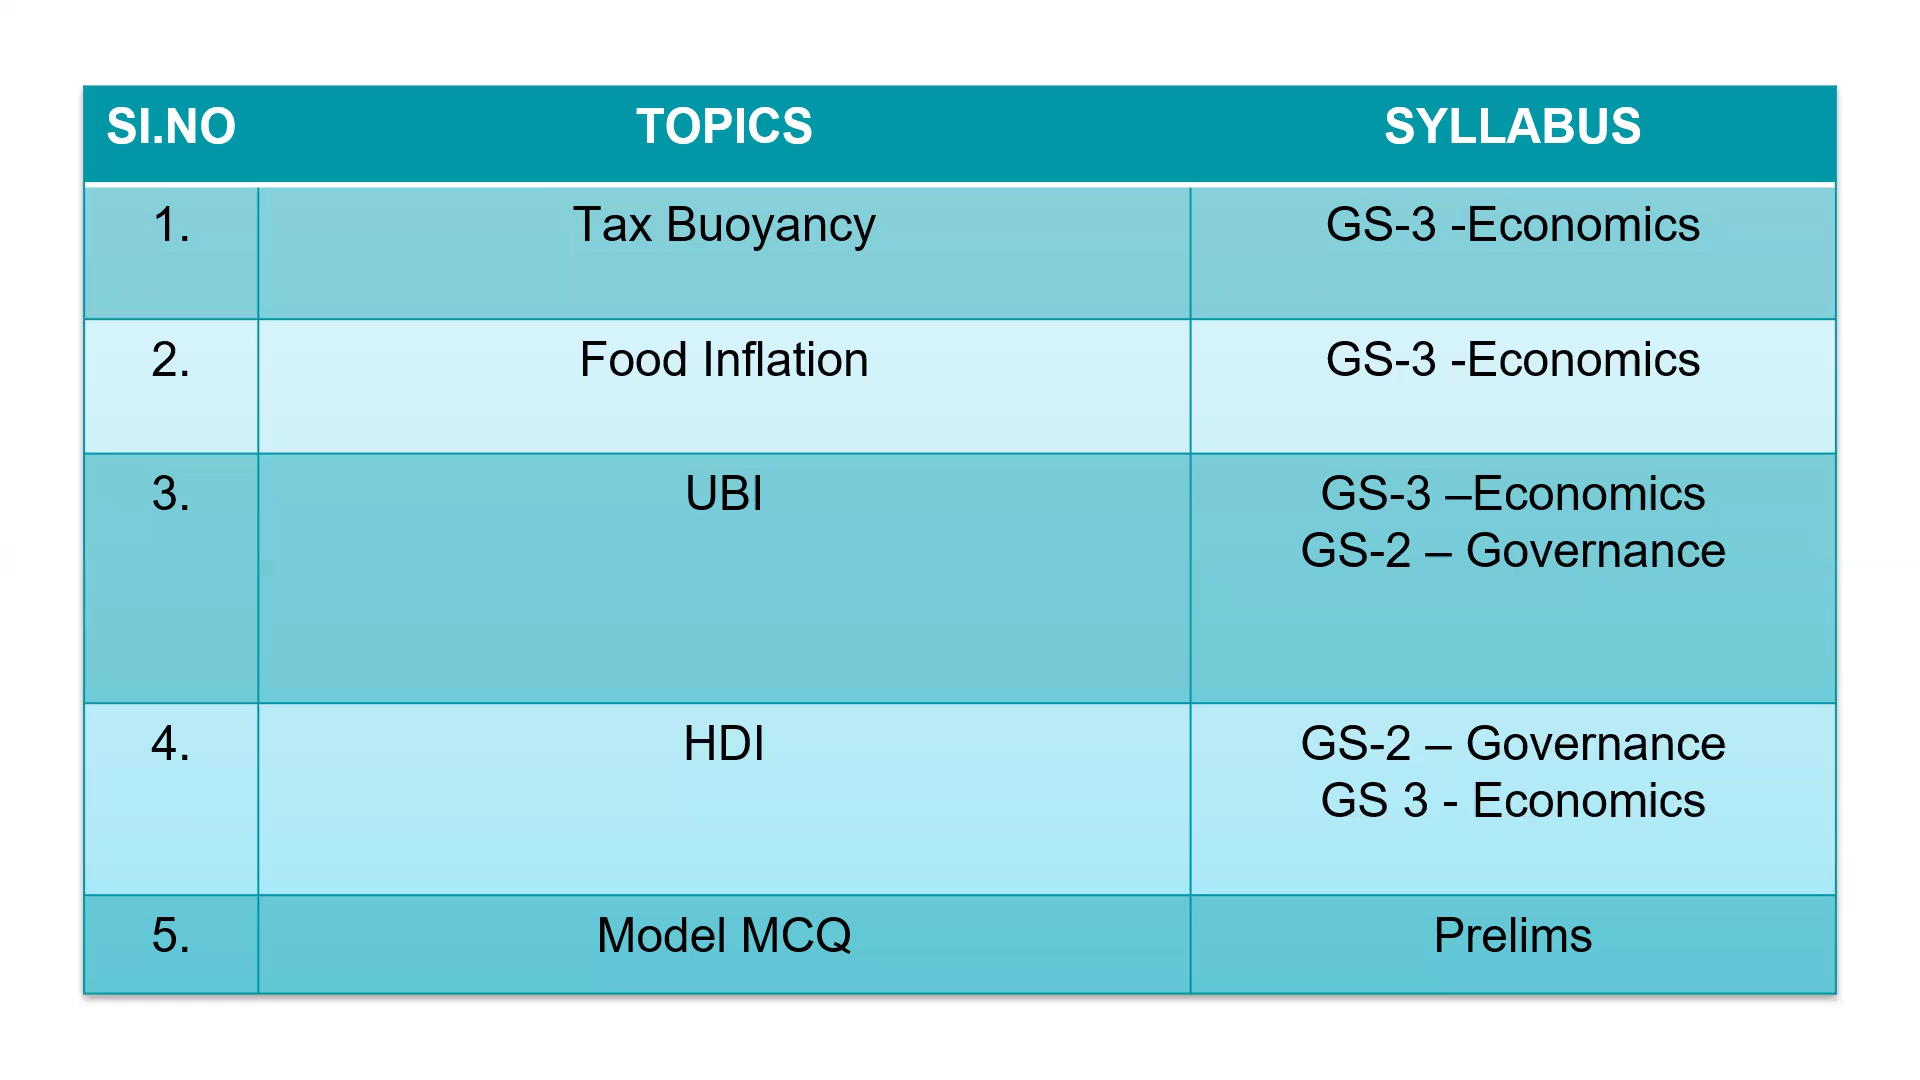 SI.NO TOPICS SYLLABUS
1. Tax Buoyancy GS-3 -Economics
2. Food Inflation GS-3 -Economics
3. UBI GS-3 –Economics
GS-2 – Governance
4. HDI GS-2 – Governance
GS 3 - Economics
5. Model MCQ Prelims